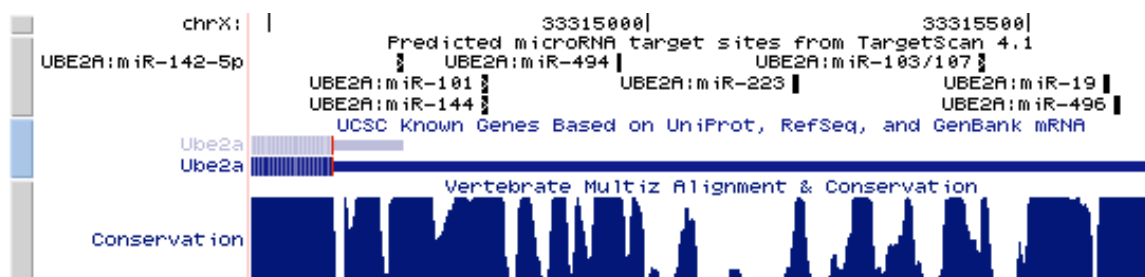 chrX: 33315000 33315500
Predicted microRNA target sites from TargetScan 4.1
UBE2A:miR-142-5p UBE2A:miR-494 UBE2A:miR-103/107
UBE2A:miR-101 UBE2A:miR-223 UBE2A:miR-19
UBE2A:miR-144 UBE2A:miR-496
UCSC Known Genes Based on UniProt, RefSeq, and GenBank mRNA
Ube2a
Ube2a
Vertebrate Multiz Alignment & Conservation
Conservation